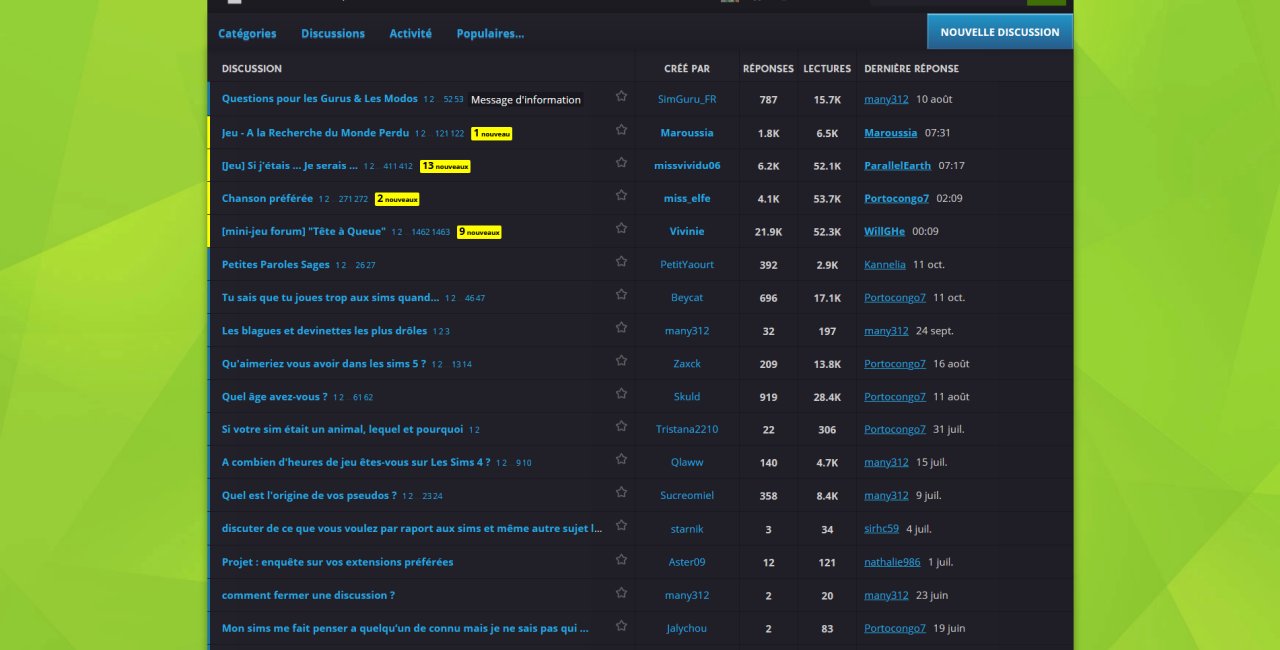 Catégories Discussions Activité Populaires... NOUVELLE DISCUSSION
DISCUSSION CRÉÉ PAR RÉPONSES LECTURES DERNIÈRE RÉPONSE
Questions pour les Gurus & Les Modos 1 2 52 53 Message d'information SimGuru_FR 787 15.7K many312 10 août
Jeu - A la Recherche du Monde Perdu 1 2 121 122 1 nouveau Maroussia 1.8K 6.5K Maroussia 07:31
[Jeu] Si j'étais ... Je serais ... 1 2 411 412 13 nouveaux missvividu06 6.2K 52.1K ParallelEarth 07:17
Chanson préférée 1 2 271 272 2 nouveaux miss_elfe 4.1K 53.7K Portocongo7 02:09
[mini-jeu forum] "Tête à Queue" 1 2 1462 1463 9 nouveaux Vivinie 21.9K 52.3K WillGHe 00:09
Petites Paroles Sages 1 2 26 27 PetitYaourt 392 2.9K Kannelia 11 oct.
Tu sais que tu joues trop aux sims quand... 1 2 46 47 Beycat 696 17.1K Portocongo7 11 oct.
Les blagues et devinettes les plus drôles 1 2 3 many312 32 197 many312 24 sept.
Qu'aimeriez vous avoir dans les sims 5 ? 1 2 13 14 Zaxck 209 13.8K Portocongo7 16 août
Quel âge avez-vous ? 1 2 61 62 Skuld 919 28.4K Portocongo7 11 août
Si votre sim était un animal, lequel et pourquoi 1 2 Tristana2210 22 306 Portocongo7 31 juil.
A combien d'heures de jeu êtes-vous sur Les Sims 4 ? 1 2 9 10 Qlaww 140 4.7K many312 15 juil.
Quel est l'origine de vos pseudos ? 1 2 23 24 Sucreomiel 358 8.4K many312 9 juil.
discuter de ce que vous voulez par raport aux sims et même autre sujet l... starnik 3 34 sirhc59 4 juil.
Projet : enquête sur vos extensions préférées Aster09 12 121 nathalie986 1 juil.
comment fermer une discussion ? many312 2 20 many312 23 juin
Mon sims me fait penser a quelqu'un de connu mais je ne sais pas qui ... Jalychou 2 83 Portocongo7 19 juin